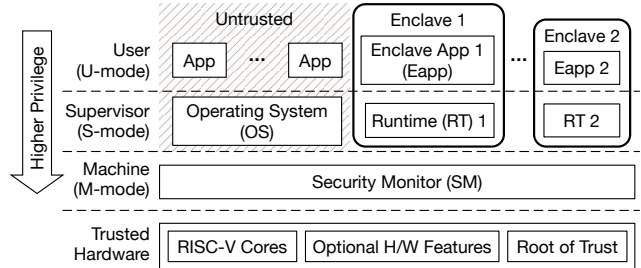 Untrusted
Enclave 1
Enclave 2
Higher Privilege
User
(U-mode)
App
...
App
Enclave App 1
(Eapp)
...
Eapp 2
Supervisor
(S-mode)
Operating System
(OS)
Runtime (RT) 1
RT 2
Machine
(M-mode)
Security Monitor (SM)
Trusted
Hardware
RISC-V Cores
Optional H/W Features
Root of Trust